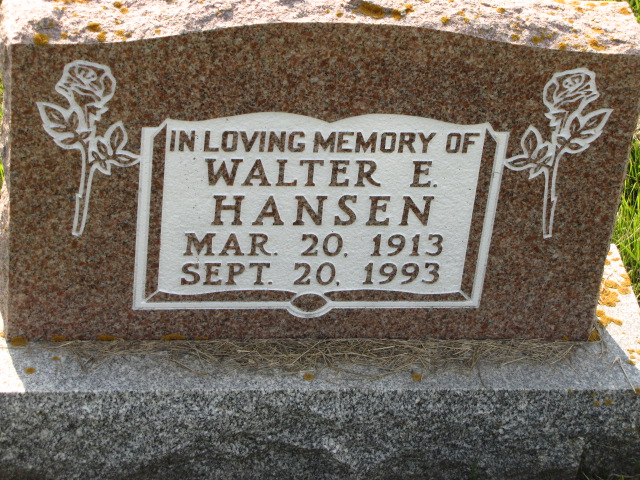 IN LOVING MEMORY OF
WALTER E.
HANSEN
MAR. 20, 1913
SEPT. 20, 1993